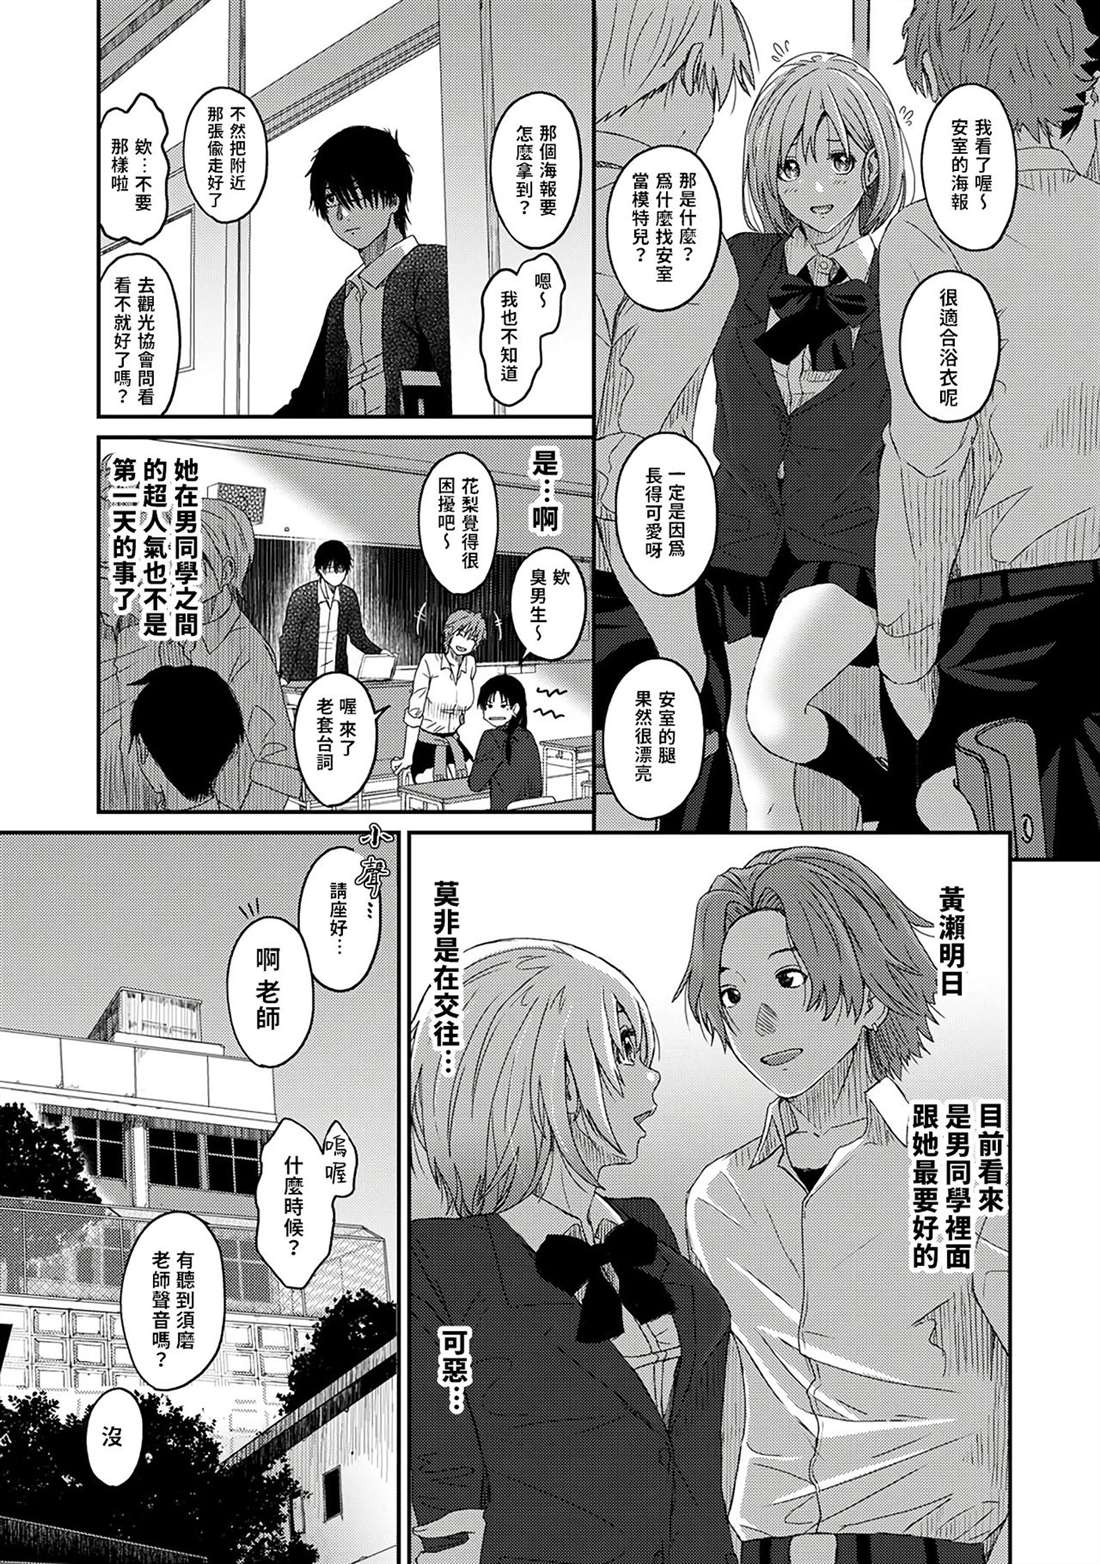 我看了喔～
安室的海報
很適合浴衣呢
那是什麼？
為什麼找安室
當模特兒？
一定是因為
長得可愛呀
安室的腿
果然很漂亮
那個海報要
怎麼拿到？
嗯～
我也不知道
不然把附近
那張偷走好了
欸…不要
那樣啦
去觀光協會問看
看不就好了嗎？
是…啊
欸
臭男生～
花梨覺得很
困擾吧～
喔來了
老套台詞
她在男同學之間
的超人氣也不是
第一天的事了
黃瀨明日
目前看來
是男同學裡面
跟她最要好的
莫非是在交往…
可惡…
小聲…
請座好…
啊老師
嗚喔
什麼時候？
有聽到須磨
老師聲音嗎？
沒